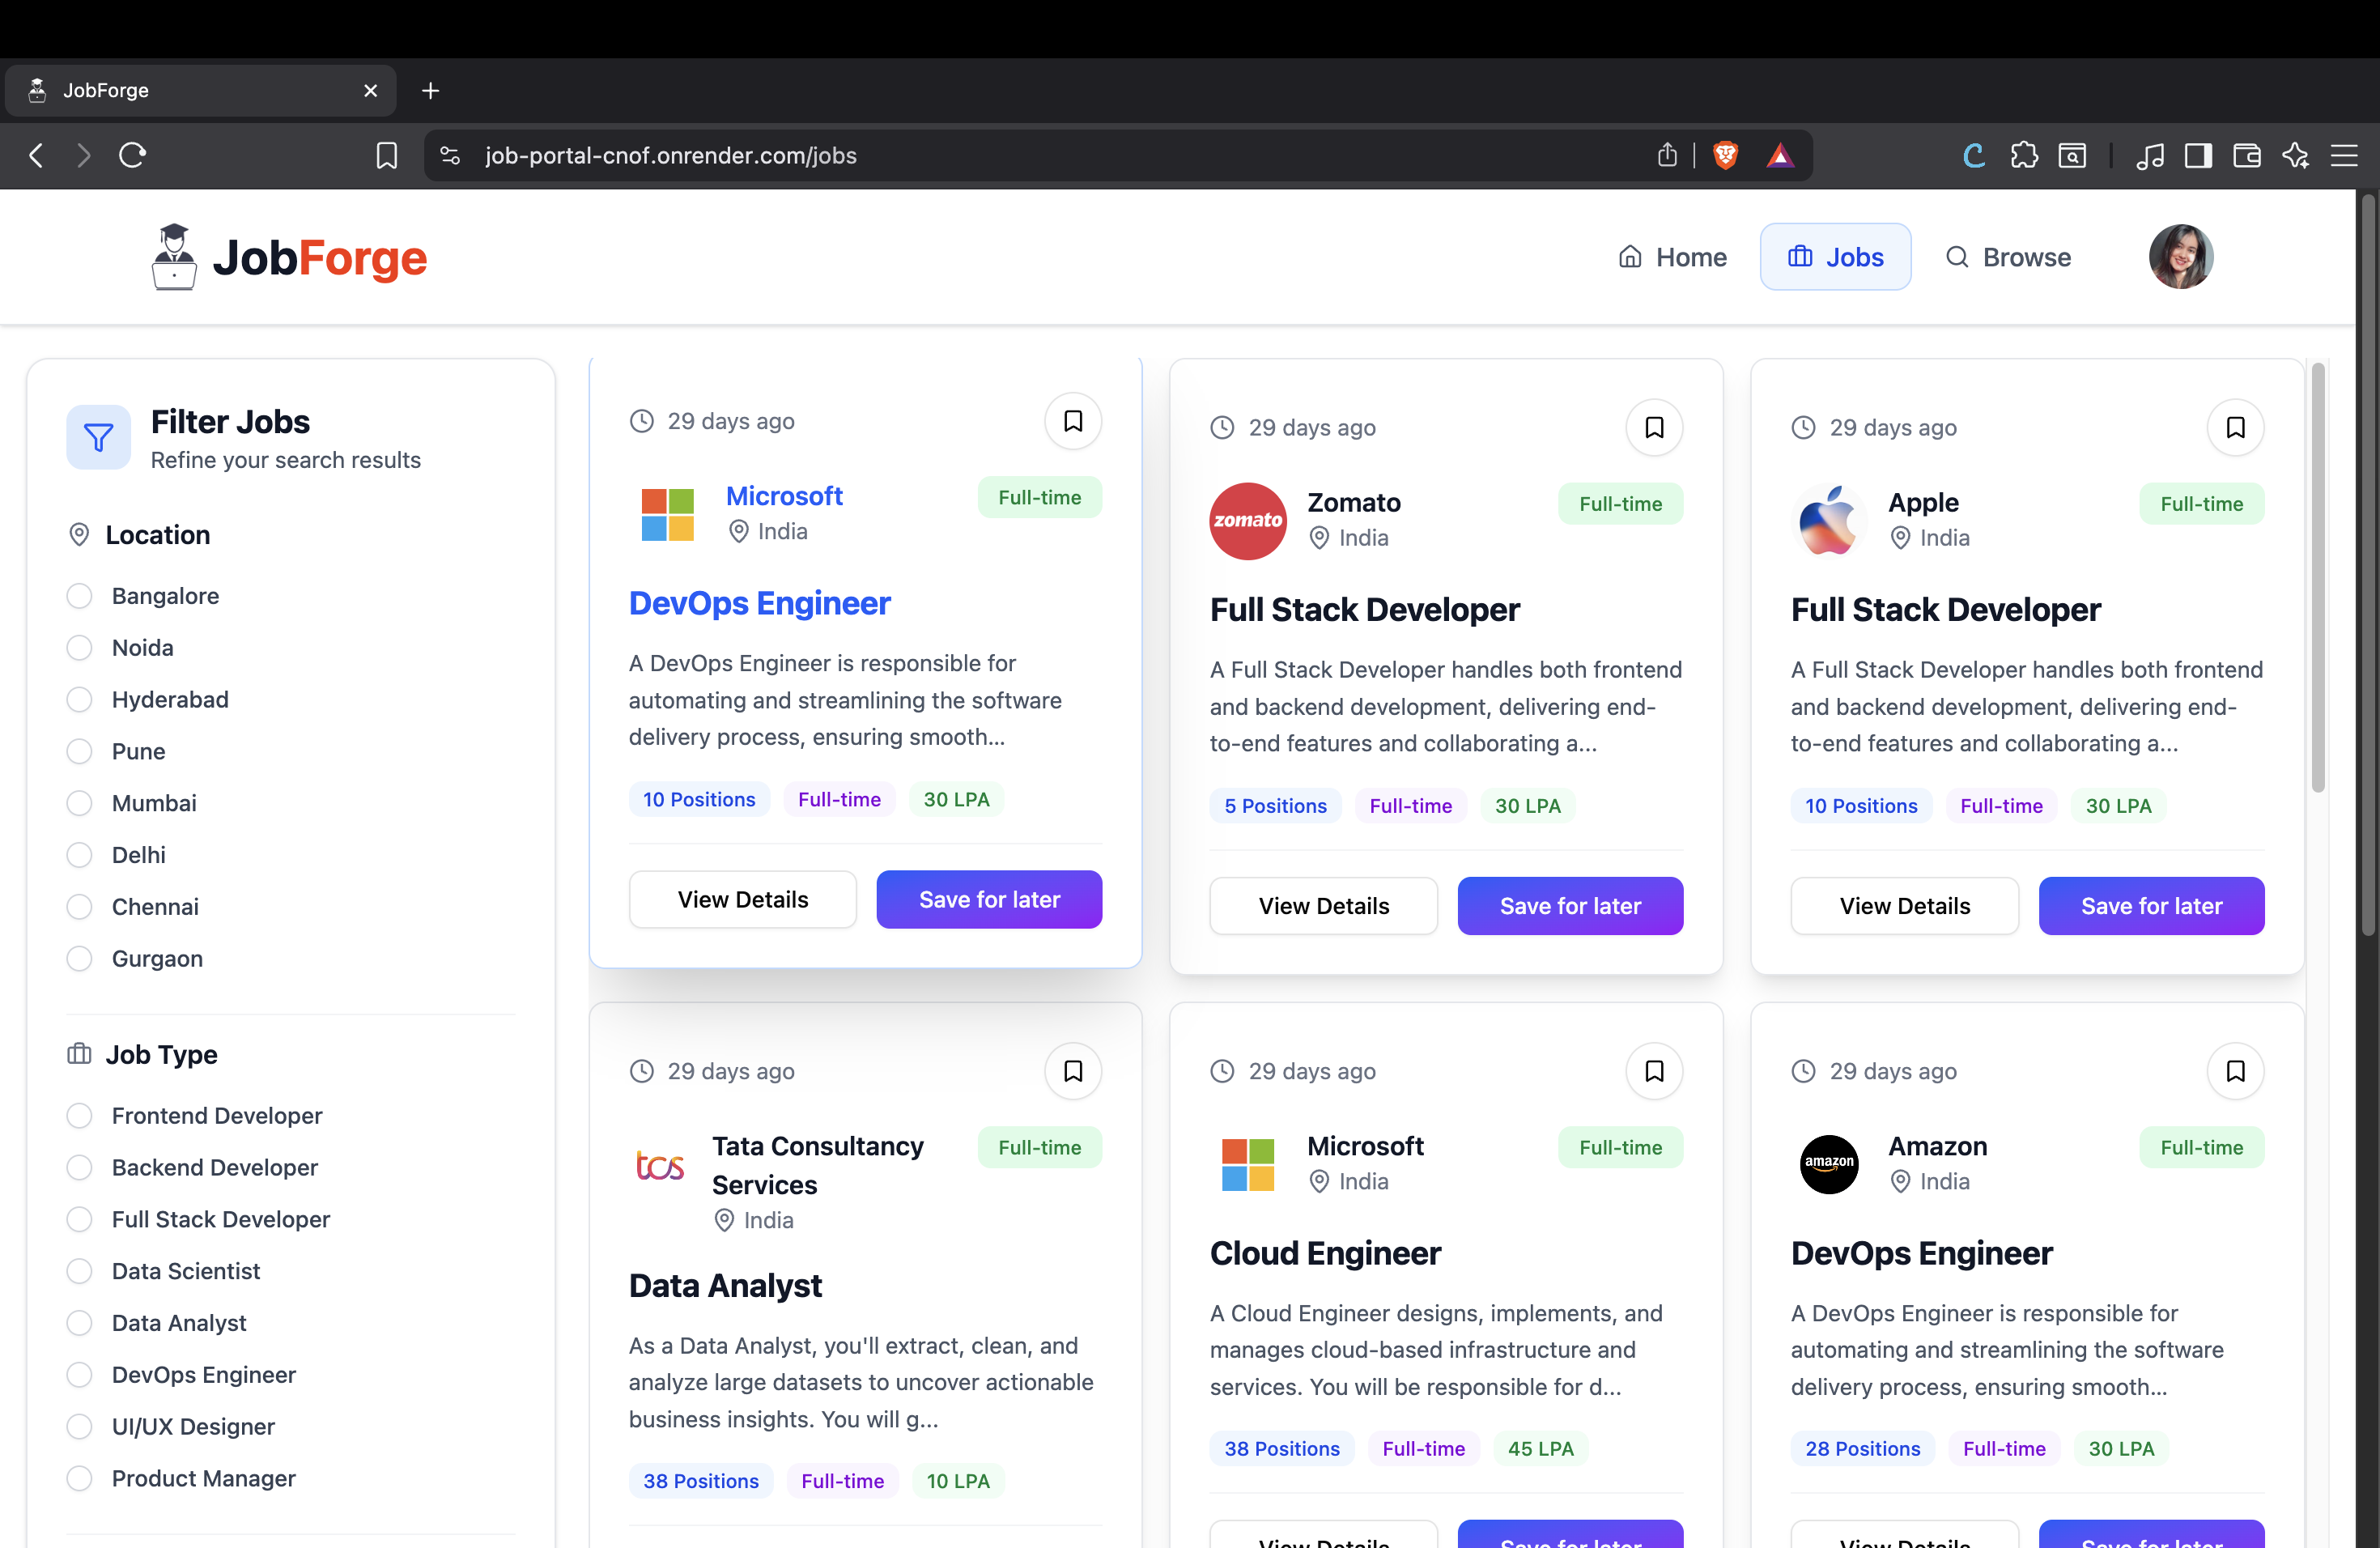 JobForge
job-portal-cnof.onrender.com/jobs
JobForge
Home
Jobs
Browse
Filter Jobs
Refine your search results
Location
Bangalore
Noida
Hyderabad
Pune
Mumbai
Delhi
Chennai
Gurgaon
Job Type
Frontend Developer
Backend Developer
Full Stack Developer
Data Scientist
Data Analyst
DevOps Engineer
UI/UX Designer
Product Manager
29 days ago
Microsoft
Full-time
India
DevOps Engineer
A DevOps Engineer is responsible for
automating and streamlining the software
delivery process, ensuring smooth...
10 Positions Full-time 30 LPA
View Details Save for later
29 days ago
zomato
Zomato
Full-time
India
Full Stack Developer
A Full Stack Developer handles both frontend
and backend development, delivering end-
to-end features and collaborating a...
5 Positions Full-time 30 LPA
View Details Save for later
29 days ago
Apple
Full-time
India
Full Stack Developer
A Full Stack Developer handles both frontend
and backend development, delivering end-
to-end features and collaborating a...
10 Positions Full-time 30 LPA
View Details Save for later
29 days ago
tcs
Tata Consultancy
Services
Full-time
India
Data Analyst
As a Data Analyst, you'll extract, clean, and
analyze large datasets to uncover actionable
business insights. You will g...
38 Positions Full-time 10 LPA
29 days ago
Microsoft
Full-time
India
Cloud Engineer
A Cloud Engineer designs, implements, and
manages cloud-based infrastructure and
services. You will be responsible for d...
38 Positions Full-time 45 LPA
View Details Save for later
29 days ago
amazon
Amazon
Full-time
India
DevOps Engineer
A DevOps Engineer is responsible for
automating and streamlining the software
delivery process, ensuring smooth...
28 Positions Full-time 30 LPA
View Details Save for later